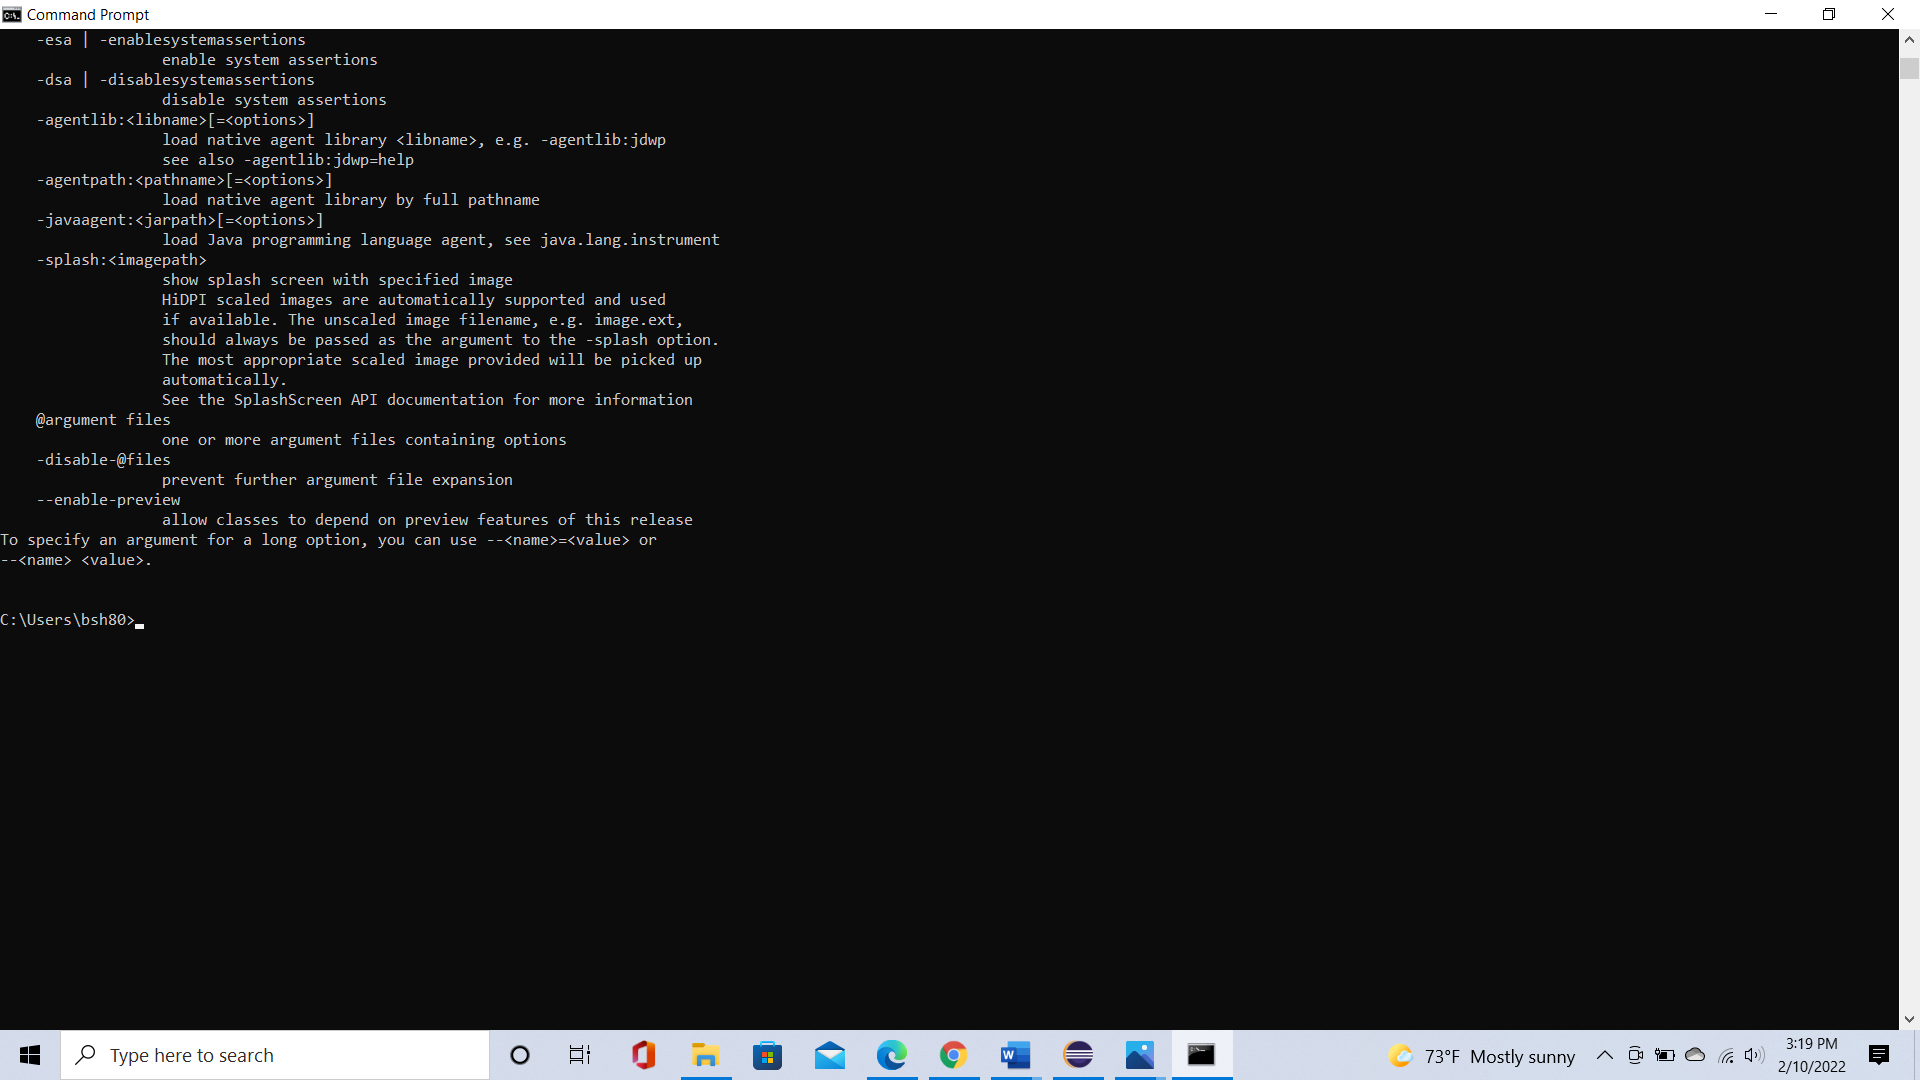 Command Prompt
-esa | -enablesystemassertions
enable system assertions
-dsa | -disablesystemassertions
disable system assertions
-agentlib:<libname>[=<options>]
load native agent library <libname>, e.g. -agentlib:jdwp
see also -agentlib:jdwp=help
-agentpath:<pathname>[=<options>]
load native agent library by full pathname
-javaagent:<jarpath>[=<options>]
load Java programming language agent, see java.lang.instrument
-splash:<imagepath>
show splash screen with specified image
HiDPI scaled images are automatically supported and used
if available. The unscaled image filename, e.g. image.ext,
should always be passed as the argument to the -splash option.
The most appropriate scaled image provided will be picked up
automatically.
See the SplashScreen API documentation for more information
@argument files
one or more argument files containing options
-disable-@files
prevent further argument file expansion
--enable-preview
allow classes to depend on preview features of this release
To specify an argument for a long option, you can use --<name>=<value> or
--<name> <value>.
C:\Users\bsh80>
Type here to search
73°F Mostly sunny
3:19 PM
2/10/2022